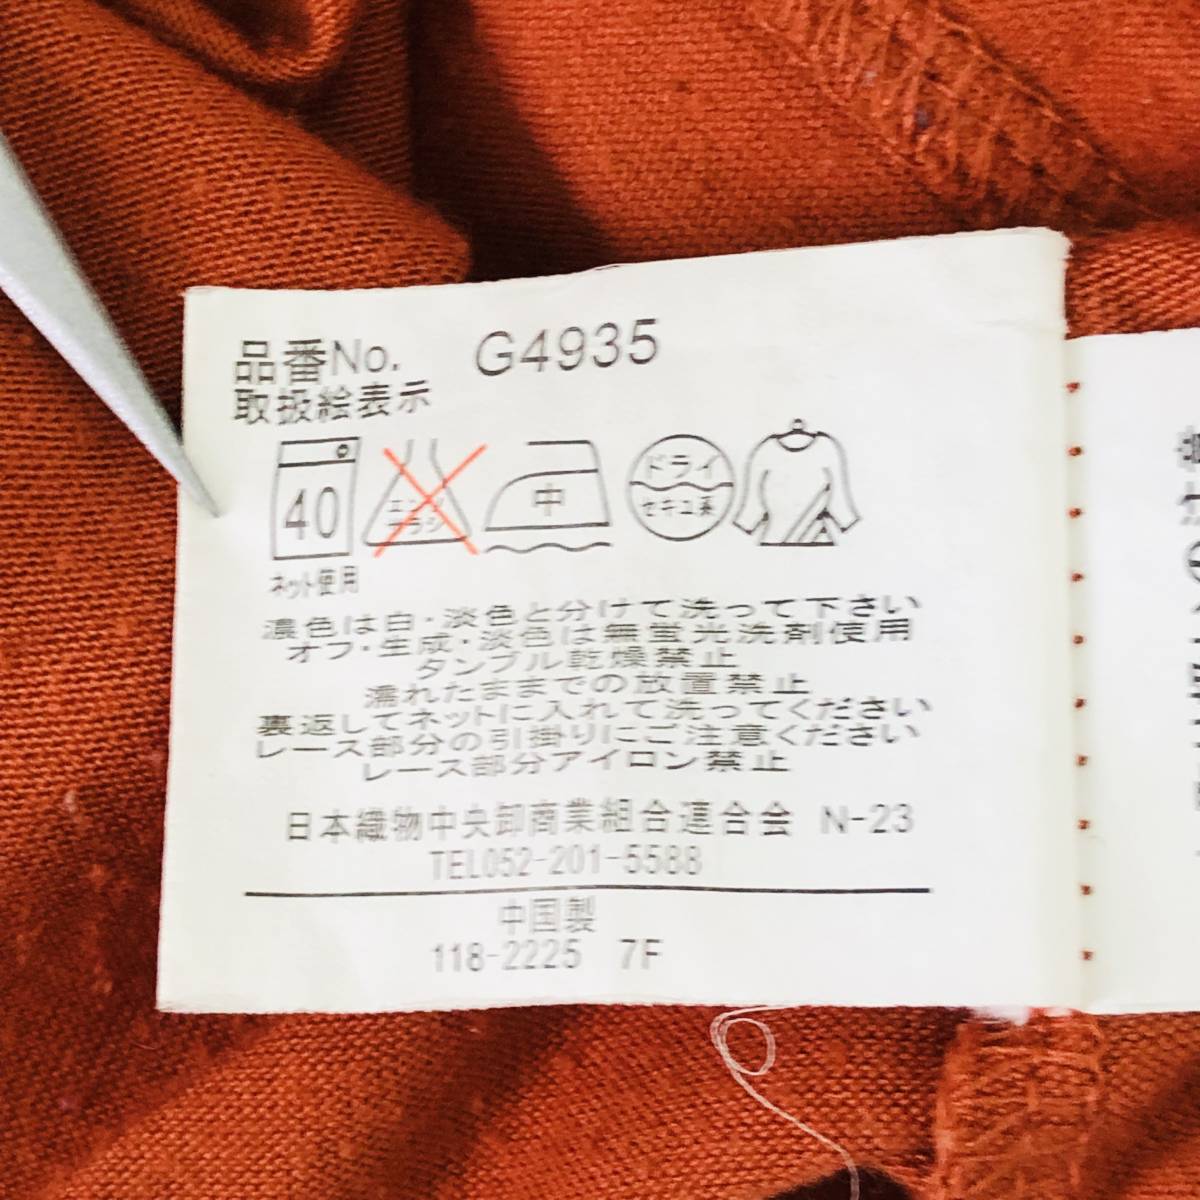 品番No. G4935
取扱絵表示
40
エンソ
サラシ
中
ドライ
セキユ系
ネット使用
濃色は白・淡色と分けて洗って下さい
オフ・生成・淡色は無蛍光洗剤使用
タンブル乾燥禁止
濡れたままでの放置禁止
裏返してネットに入れて洗ってください
レース部分の引掛りにご注意ください
レース部分アイロン禁止
日本織物中央卸商業組合連合会 N-23
TEL052-201-5588
中国製
118-2225 7F